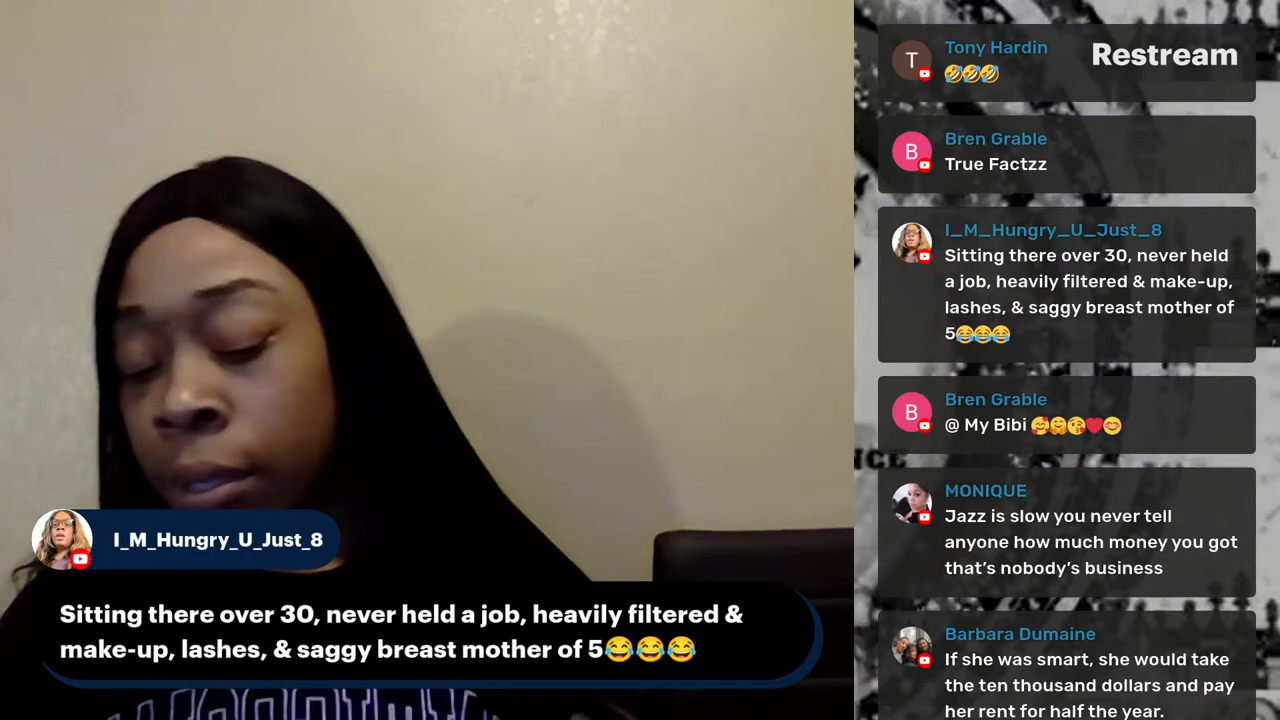 Sitting there over 30, never held a job, heavily filtered &
make-up, lashes, & saggy breast mother of 5😂😂😂
I_M_Hungry_U_Just_8
Restream
T
Tony Hardin
🤣🤣🤣
B
Bren Grable
True Factzz
I_M_Hungry_U_Just_8
Sitting there over 30, never held
a job, heavily filtered & make-up,
lashes, & saggy breast mother of
5😂😂😂
B
Bren Grable
@ My Bibi 🥰🤗😘❤️😊
MONIQUE
Jazz is slow you never tell
anyone how much money you got
that's nobody's business
Barbara Dumaine
If she was smart, she would take
the ten thousand dollars and pay
her rent for half the year.